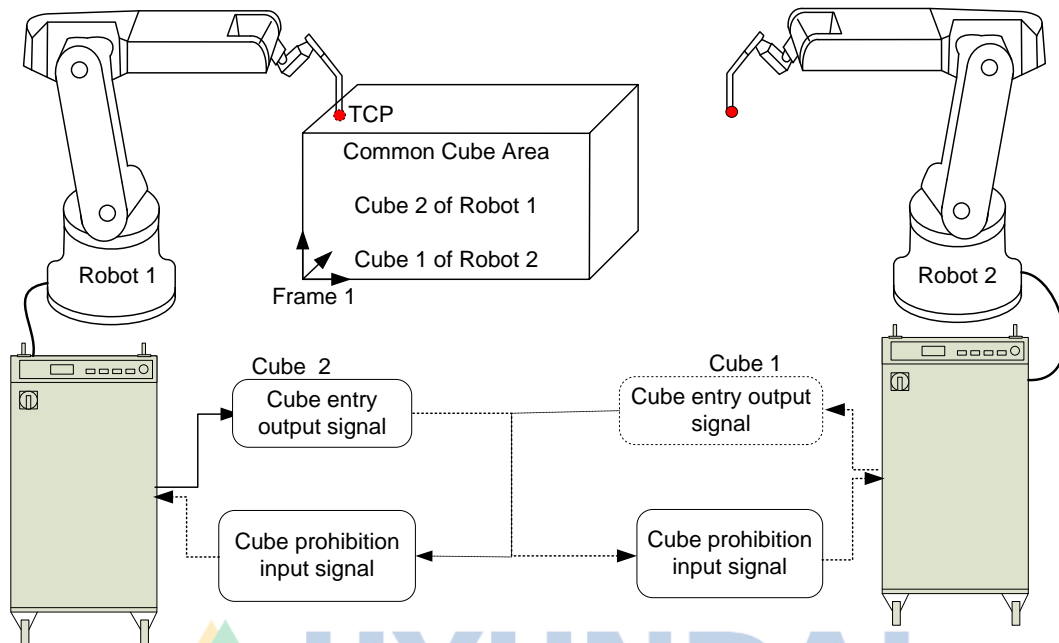 TCP
Common Cube Area
Cube 2 of Robot 1
Cube 1 of Robot 2
Frame 1
Robot 1
Robot 2
Cube 2
Cube entry
output signal
Cube 1
Cube entry output
signal
Cube prohibition
input signal
Cube prohibition
input signal
HYUNDAI